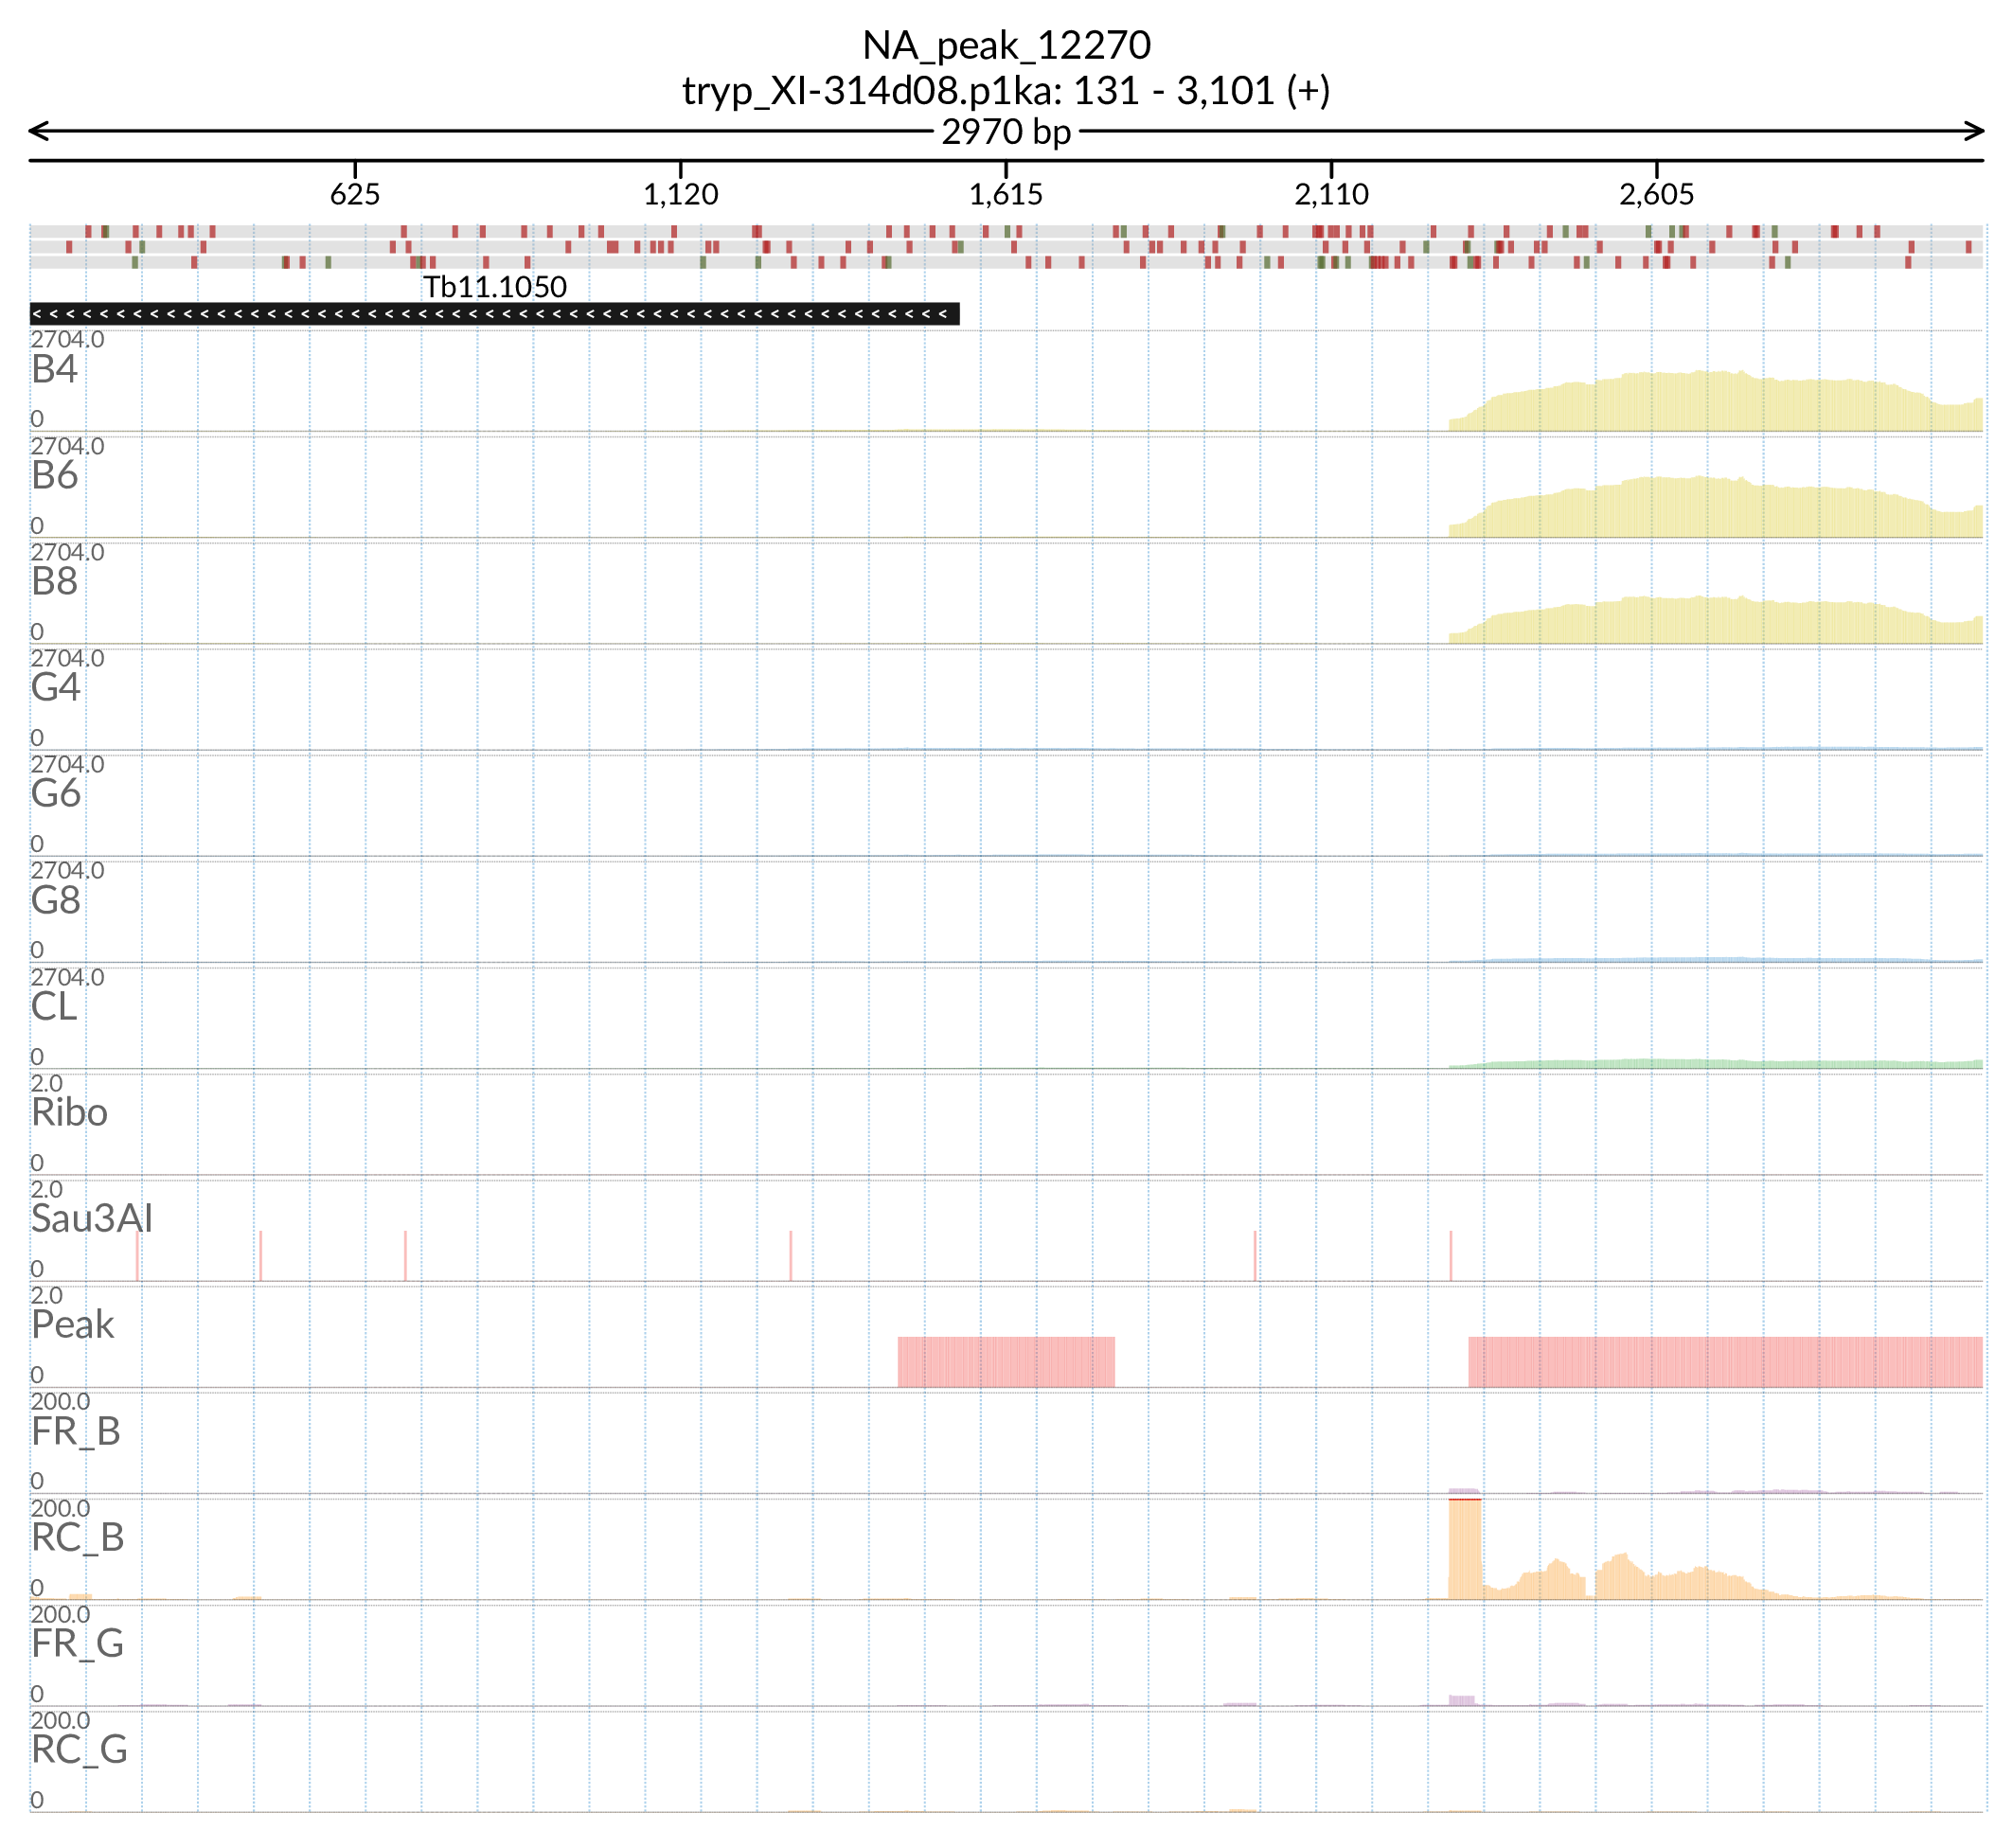 NA_peak_12270
tryp_XI-314d08.p1ka: 131 - 3,101 (+)
2970 bp
625 1,120 1,615 2,110 2,605
Tb11.1050
< < < < < < < < < < < < < < < < < < < < < < < < < < < < < < < < < < < < < < < < < < < < < < < < < < < < < < <
2704.0
B4
0
2704.0
B6
0
2704.0
B8
0
2704.0
G4
0
2704.0
G6
0
2704.0
G8
0
2704.0
CL
0
2.0
Ribo
0
2.0
Sau3AI
0
2.0
Peak
0
200.0
FR_B
0
200.0
RC_B
0
200.0
FR_G
0
200.0
RC_G
0